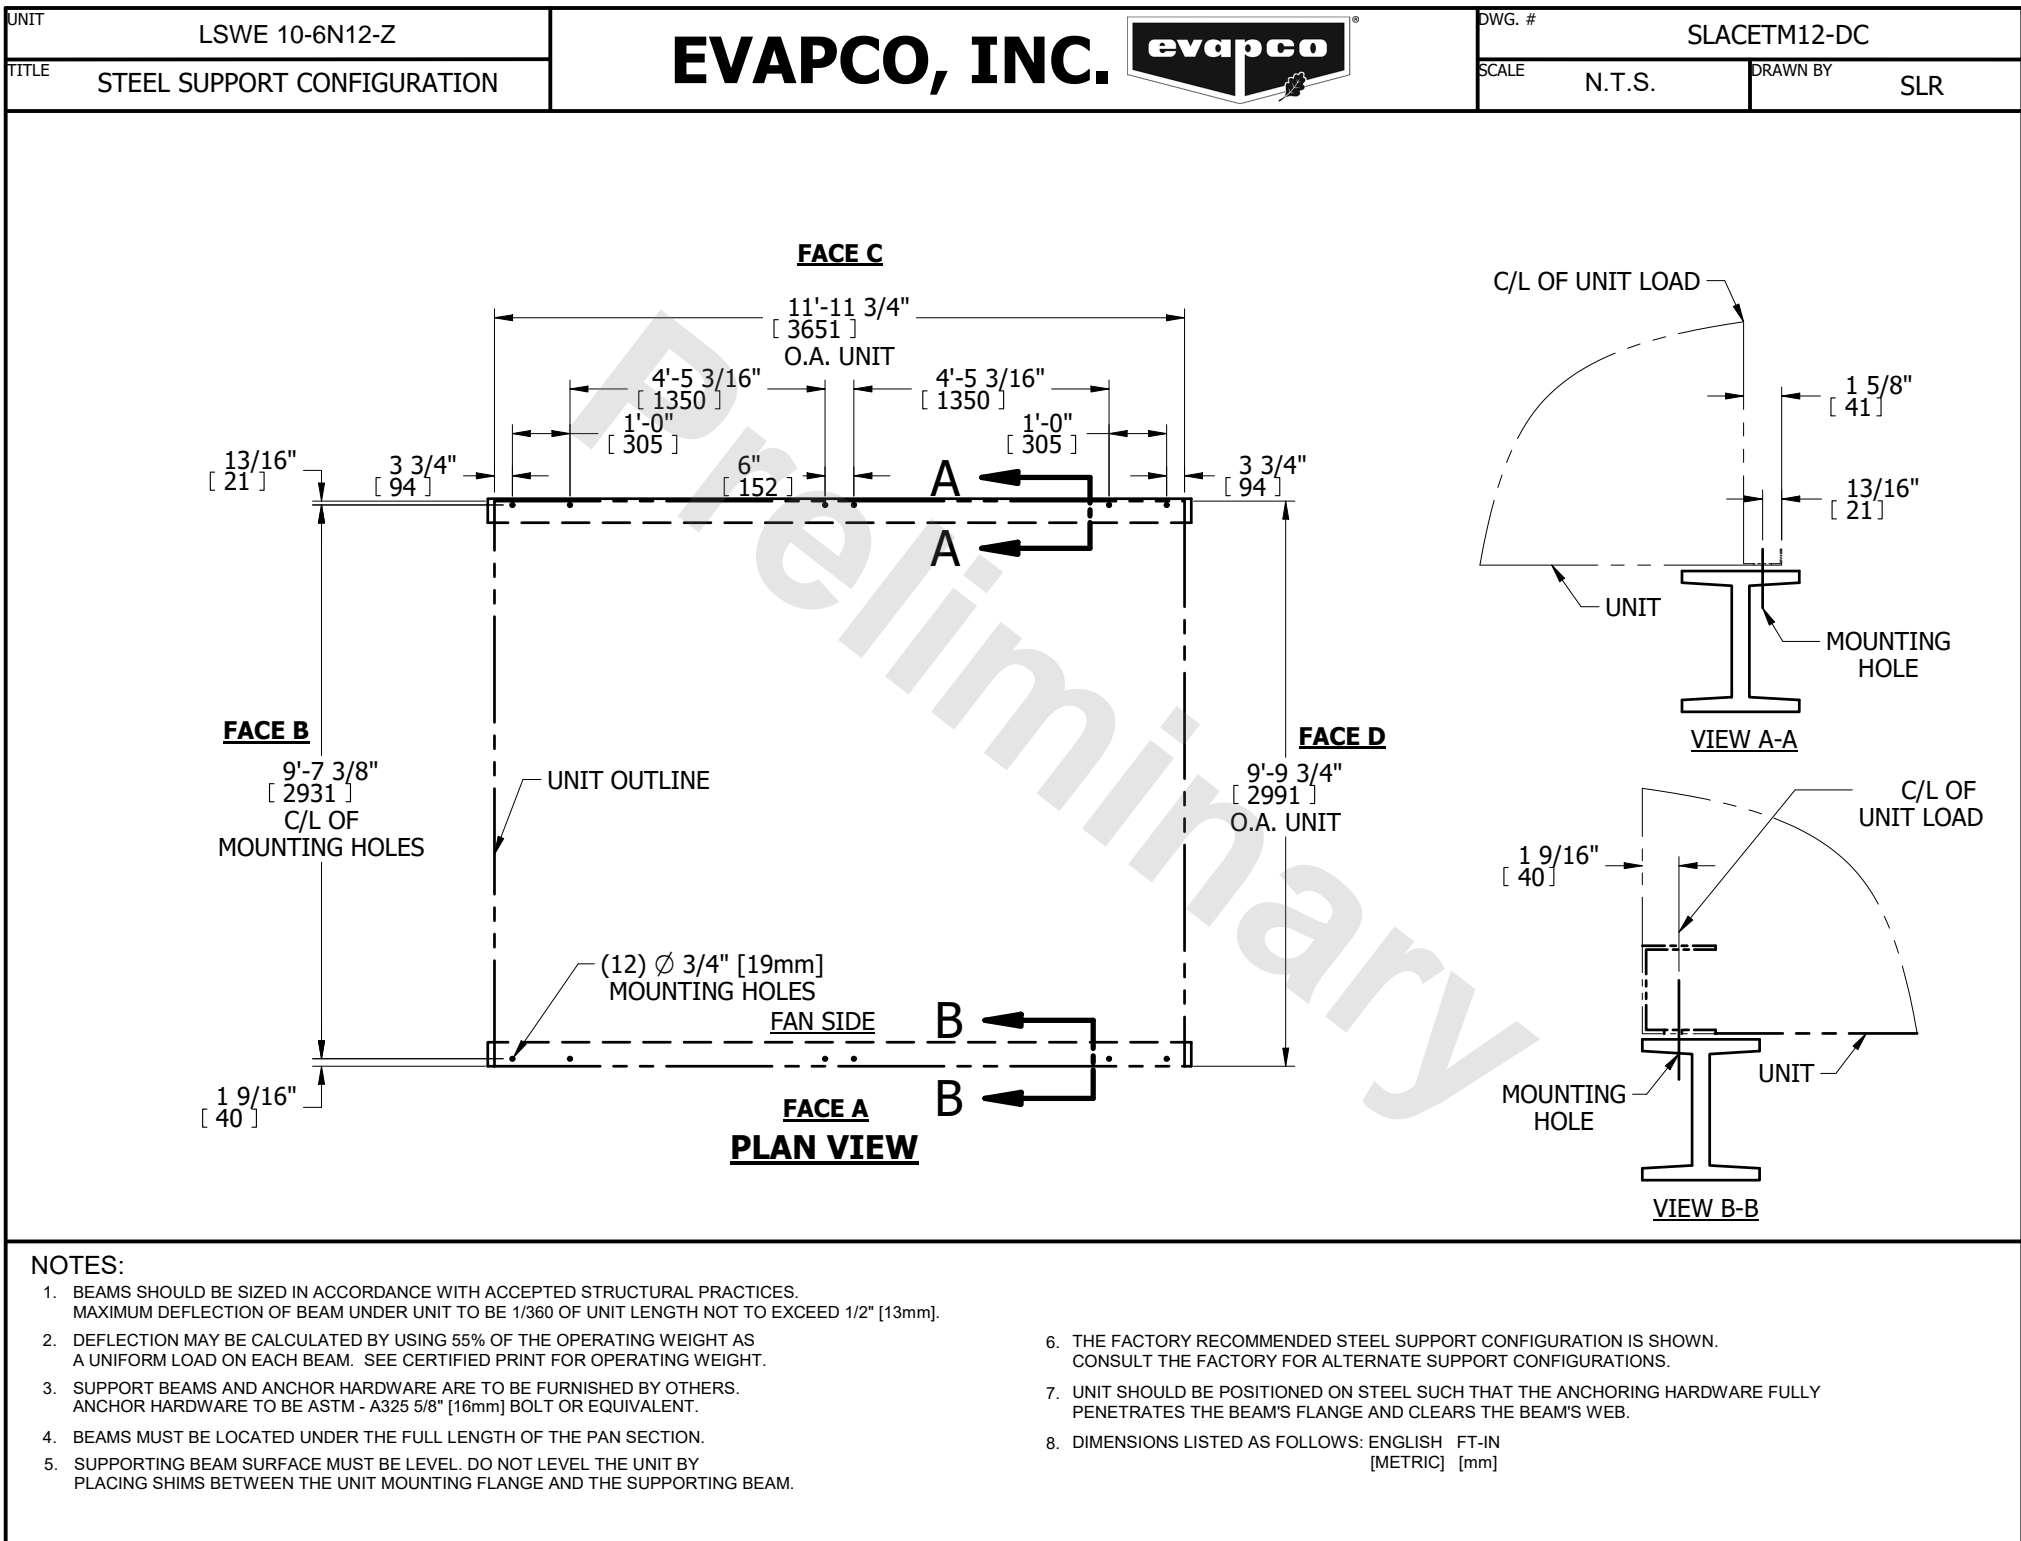 UNIT
LSWE 10-6N12-Z
TITLE
STEEL SUPPORT CONFIGURATION
EVAPCO, INC.
evapco
®
DWG. #
SLACETM12-DC
SCALE
N.T.S.
DRAWN BY
SLR
FACE C
11'-11 3/4"
[ 3651 ]
O.A. UNIT
4'-5 3/16"
[ 1350 ]
4'-5 3/16"
[ 1350 ]
1'-0"
[ 305 ]
1'-0"
[ 305 ]
13/16"
[ 21 ]
3 3/4"
[ 94 ]
6"
[ 152 ]
3 3/4"
[ 94 ]
A
A
FACE B
9'-7 3/8"
[ 2931 ]
C/L OF
MOUNTING HOLES
UNIT OUTLINE
FACE D
9'-9 3/4"
[ 2991 ]
O.A. UNIT
(12) Ø 3/4" [19mm]
MOUNTING HOLES
FAN SIDE
B
B
1 9/16"
[ 40 ]
FACE A
PLAN VIEW
Preliminary
C/L OF UNIT LOAD
1 5/8"
[ 41 ]
13/16"
[ 21 ]
UNIT
MOUNTING
HOLE
VIEW A-A
C/L OF
UNIT LOAD
1 9/16"
[ 40 ]
UNIT
MOUNTING
HOLE
VIEW B-B
NOTES:
1. BEAMS SHOULD BE SIZED IN ACCORDANCE WITH ACCEPTED STRUCTURAL PRACTICES.
MAXIMUM DEFLECTION OF BEAM UNDER UNIT TO BE 1/360 OF UNIT LENGTH NOT TO EXCEED 1/2" [13mm].
2. DEFLECTION MAY BE CALCULATED BY USING 55% OF THE OPERATING WEIGHT AS
A UNIFORM LOAD ON EACH BEAM. SEE CERTIFIED PRINT FOR OPERATING WEIGHT.
3. SUPPORT BEAMS AND ANCHOR HARDWARE ARE TO BE FURNISHED BY OTHERS.
ANCHOR HARDWARE TO BE ASTM - A325 5/8" [16mm] BOLT OR EQUIVALENT.
4. BEAMS MUST BE LOCATED UNDER THE FULL LENGTH OF THE PAN SECTION.
5. SUPPORTING BEAM SURFACE MUST BE LEVEL. DO NOT LEVEL THE UNIT BY
PLACING SHIMS BETWEEN THE UNIT MOUNTING FLANGE AND THE SUPPORTING BEAM.
6. THE FACTORY RECOMMENDED STEEL SUPPORT CONFIGURATION IS SHOWN.
CONSULT THE FACTORY FOR ALTERNATE SUPPORT CONFIGURATIONS.
7. UNIT SHOULD BE POSITIONED ON STEEL SUCH THAT THE ANCHORING HARDWARE FULLY
PENETRATES THE BEAM'S FLANGE AND CLEARS THE BEAM'S WEB.
8. DIMENSIONS LISTED AS FOLLOWS: ENGLISH FT-IN
[METRIC] [mm]